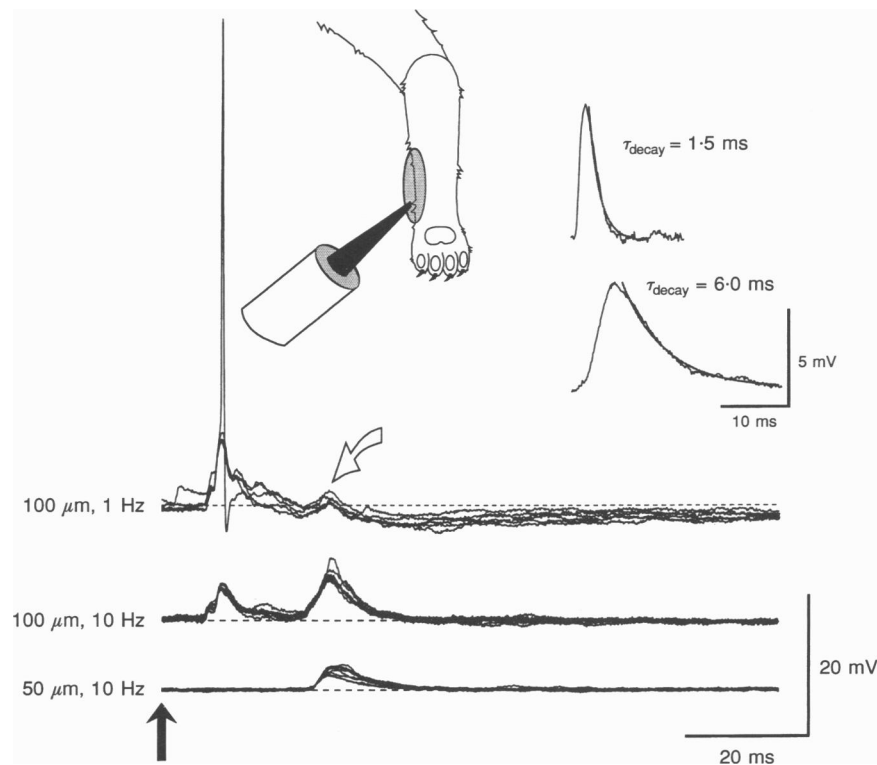 τdecay = 1·5 ms
τdecay = 6·0 ms
5 mV
10 ms
100 μm, 1 Hz
100 μm, 10 Hz
50 μm, 10 Hz
20 mV
20 ms